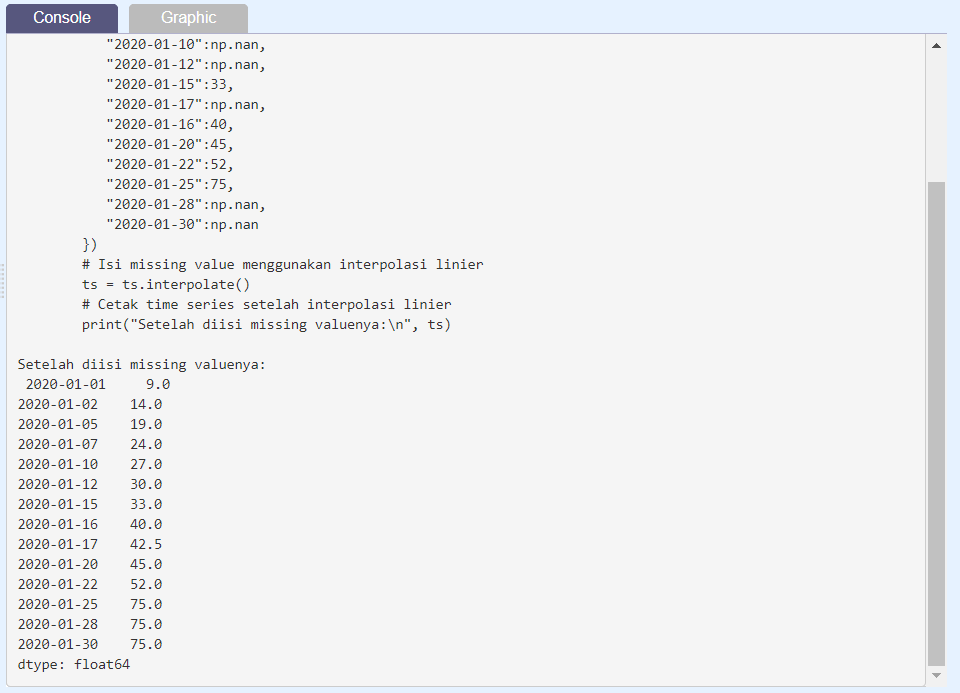 Console Graphic
"2020-01-10":np.nan,
"2020-01-12":np.nan,
"2020-01-15":33,
"2020-01-17":np.nan,
"2020-01-16":40,
"2020-01-20":45,
"2020-01-22":52,
"2020-01-25":75,
"2020-01-28":np.nan,
"2020-01-30":np.nan
})
# Isi missing value menggunakan interpolasi linier
ts = ts.interpolate()
# Cetak time series setelah interpolasi linier
print("Setelah diisi missing valuenya:\n", ts)
Setelah diisi missing valuenya:
2020-01-01 9.0
2020-01-02 14.0
2020-01-05 19.0
2020-01-07 24.0
2020-01-10 27.0
2020-01-12 30.0
2020-01-15 33.0
2020-01-16 40.0
2020-01-17 42.5
2020-01-20 45.0
2020-01-22 52.0
2020-01-25 75.0
2020-01-28 75.0
2020-01-30 75.0
dtype: float64